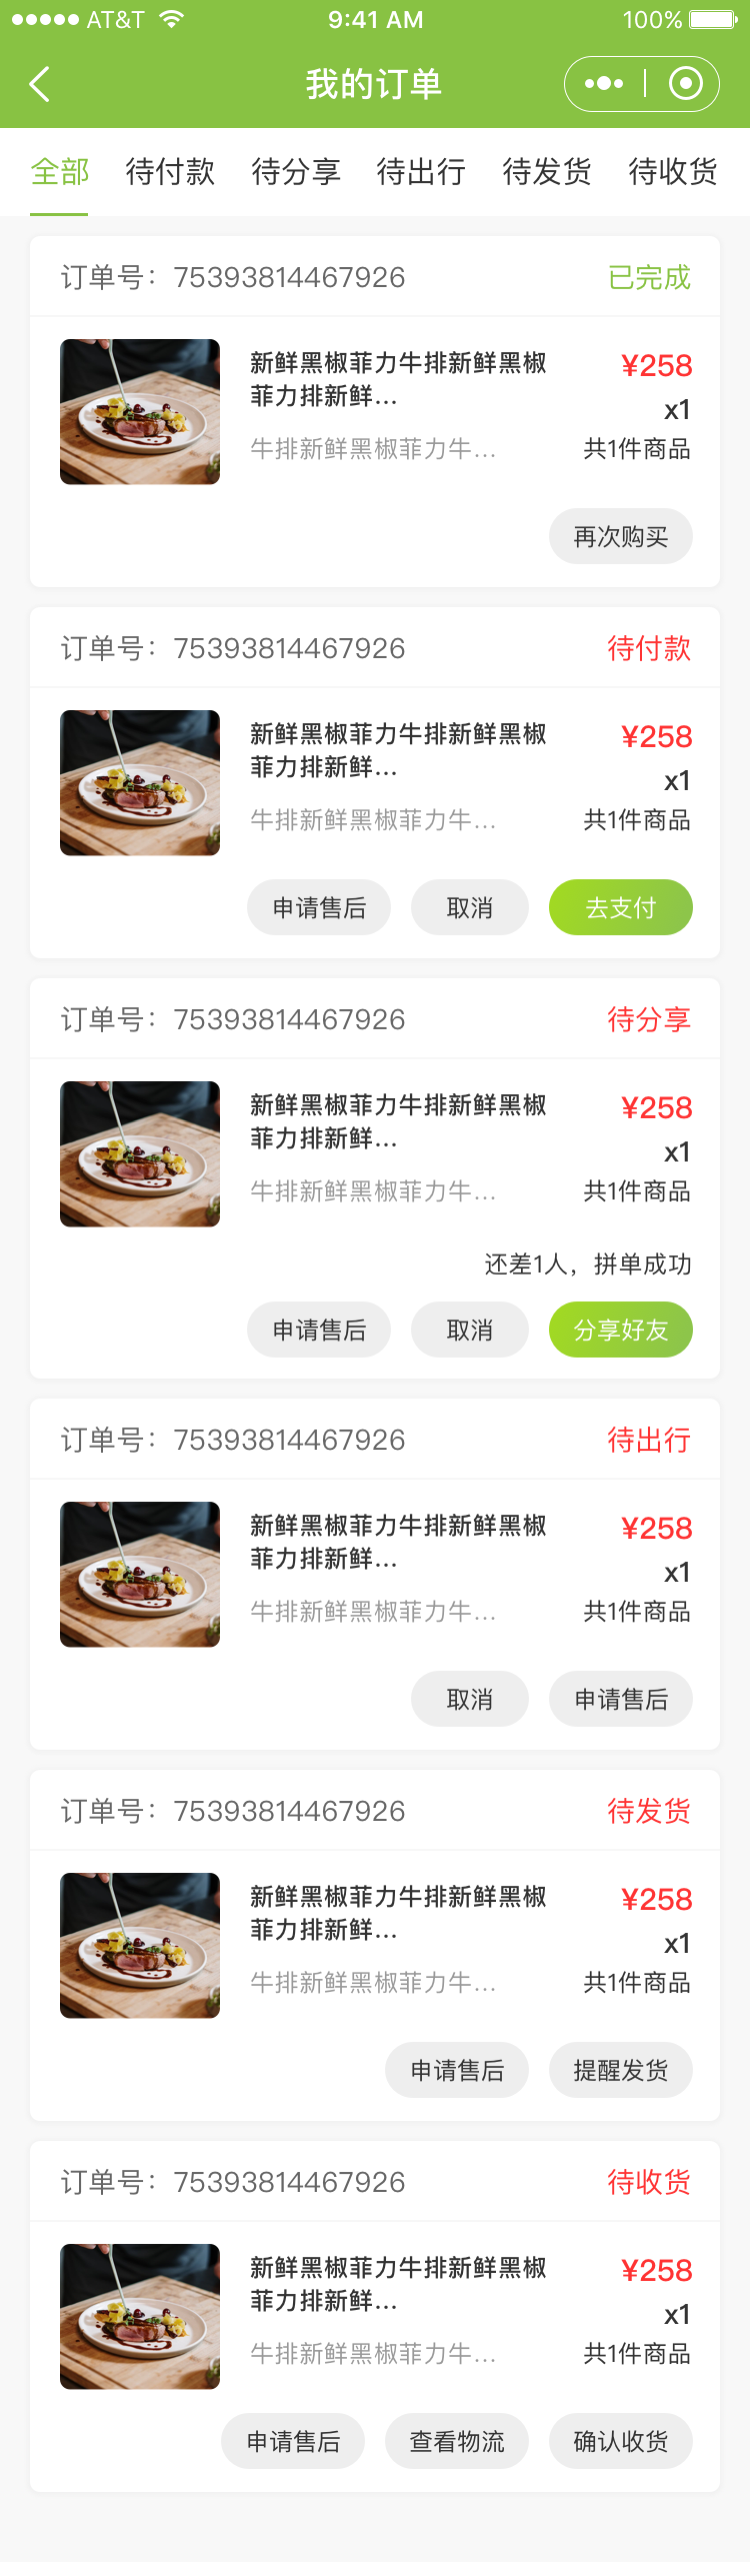 AT&T 9:41 AM 100%
我的订单
全部 待付款 待分享 待出行 待发货 待收货
订单号：75393814467926 已完成
新鲜黑椒菲力牛排新鲜黑椒 ¥258
菲力排新鲜... x1
牛排新鲜黑椒菲力牛... 共1件商品
再次购买
订单号：75393814467926 待付款
新鲜黑椒菲力牛排新鲜黑椒 ¥258
菲力排新鲜... x1
牛排新鲜黑椒菲力牛... 共1件商品
申请售后 取消 去支付
订单号：75393814467926 待分享
新鲜黑椒菲力牛排新鲜黑椒 ¥258
菲力排新鲜... x1
牛排新鲜黑椒菲力牛... 共1件商品
还差1人，拼单成功
申请售后 取消 分享好友
订单号：75393814467926 待出行
新鲜黑椒菲力牛排新鲜黑椒 ¥258
菲力排新鲜... x1
牛排新鲜黑椒菲力牛... 共1件商品
取消 申请售后
订单号：75393814467926 待发货
新鲜黑椒菲力牛排新鲜黑椒 ¥258
菲力排新鲜... x1
牛排新鲜黑椒菲力牛... 共1件商品
申请售后 提醒发货
订单号：75393814467926 待收货
新鲜黑椒菲力牛排新鲜黑椒 ¥258
菲力排新鲜... x1
牛排新鲜黑椒菲力牛... 共1件商品
申请售后 查看物流 确认收货